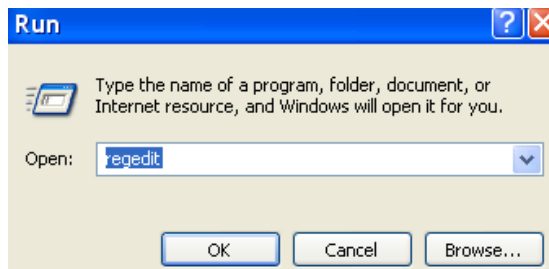 Run
Type the name of a program, folder, document, or
Internet resource, and Windows will open it for you.
Open: regedit
OK Cancel Browse...